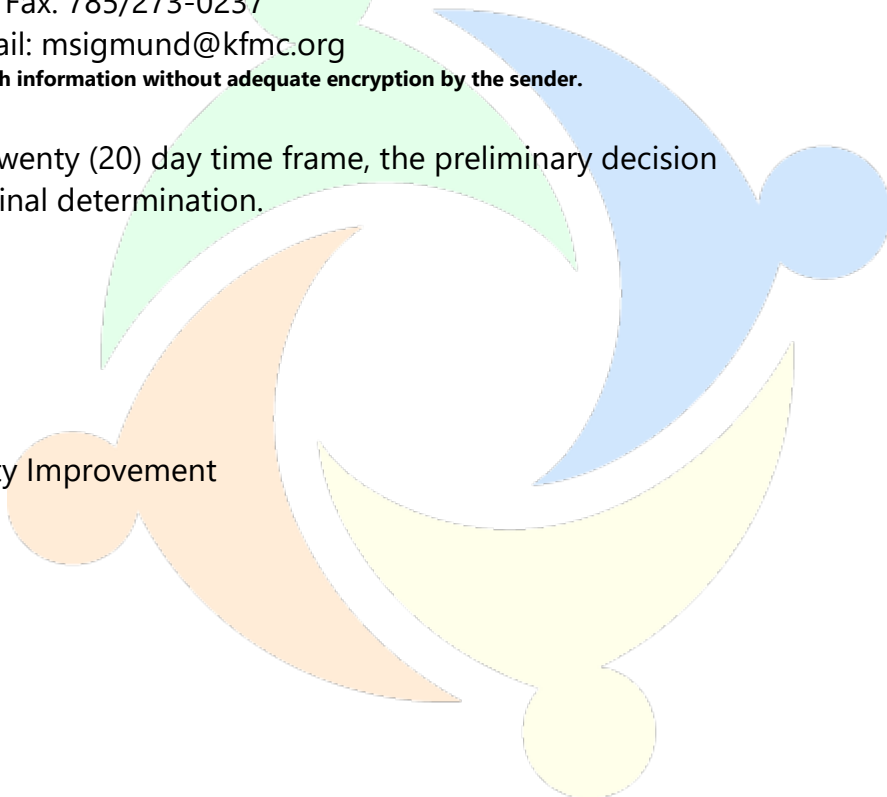 Fax: 785/273-0237
ail: msigmund@kfmc.org
h information without adequate encryption by the sender.
wenty (20) day time frame, the preliminary decision
inal determination.
ty Improvement